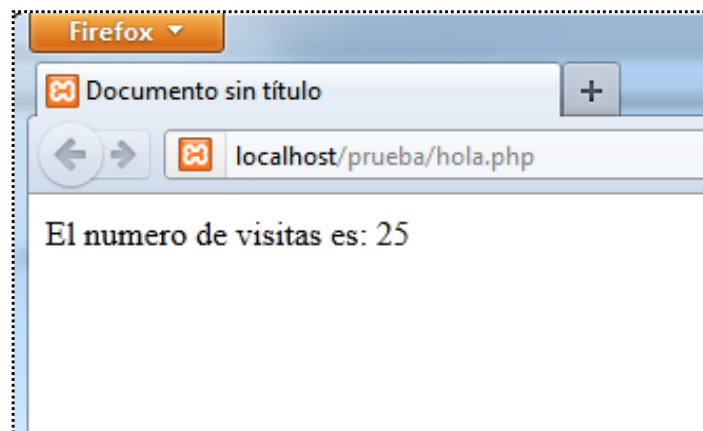 Firefox
Documento sin título
localhost/prueba/hola.php
El numero de visitas es: 25